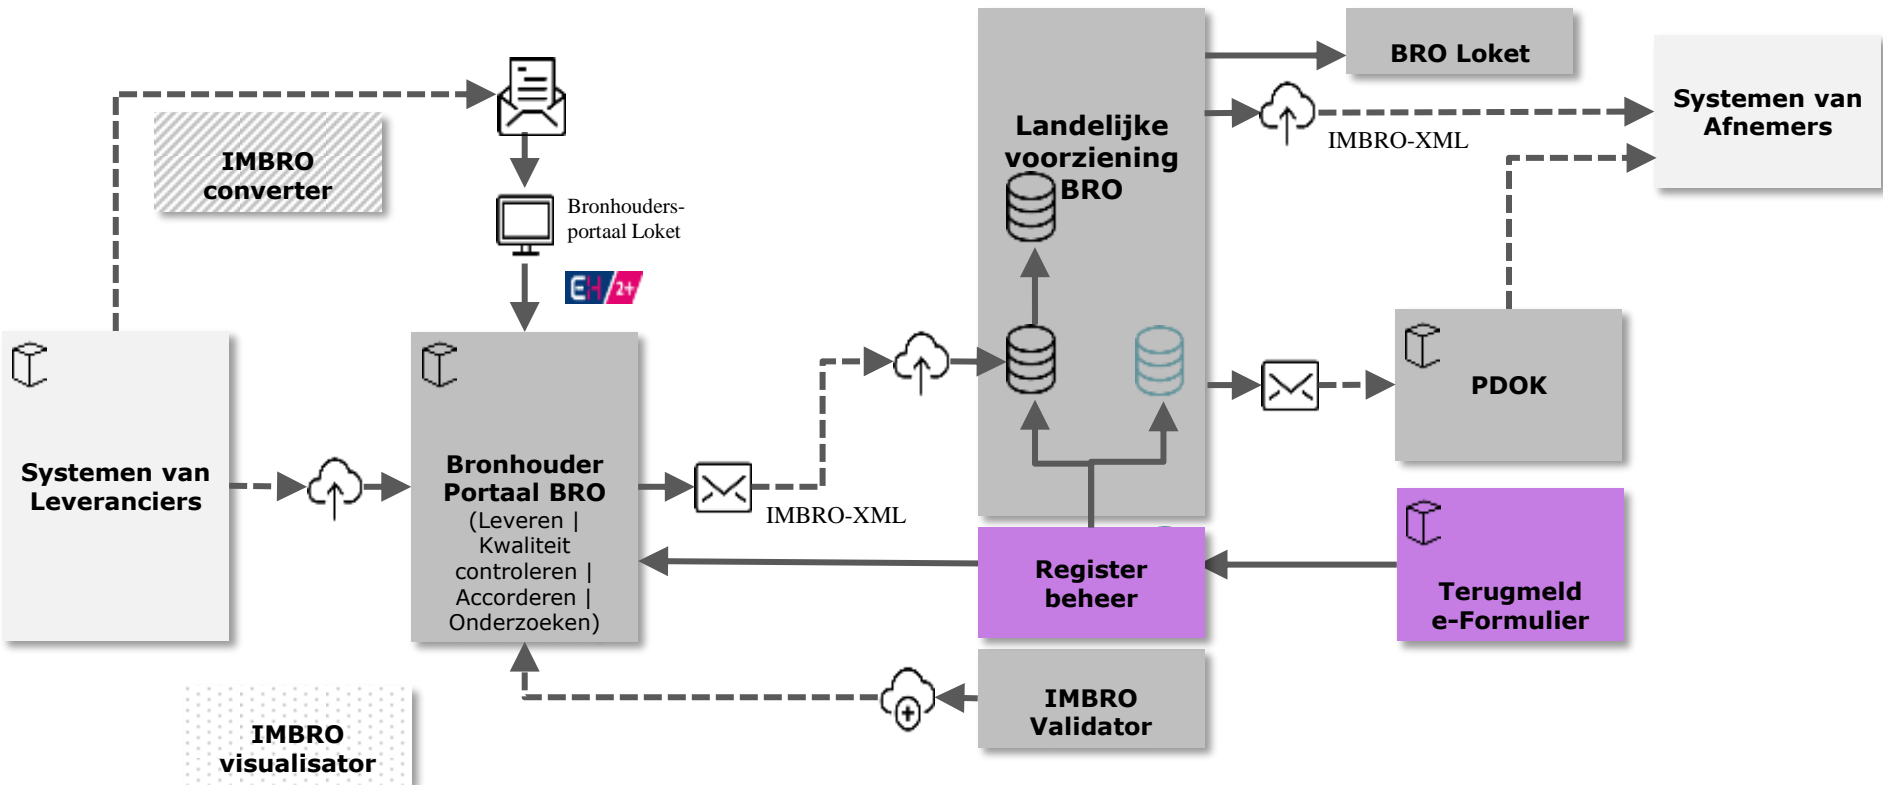 BRO Loket
Systemen van
Afnemers
Landelijke
voorziening
BRO
IMBRO-XML
IMBRO
converter
Bronhouders-
portaal Loket
EH 2+
PDOK
Systemen van
Leveranciers
Bronhouder
Portaal BRO
(Leveren |
Kwaliteit
controleren |
Accorderen |
Onderzoeken)
IMBRO-XML
Register
beheer
Terugmeld
e-Formulier
IMBRO
Validator
IMBRO
visualisator